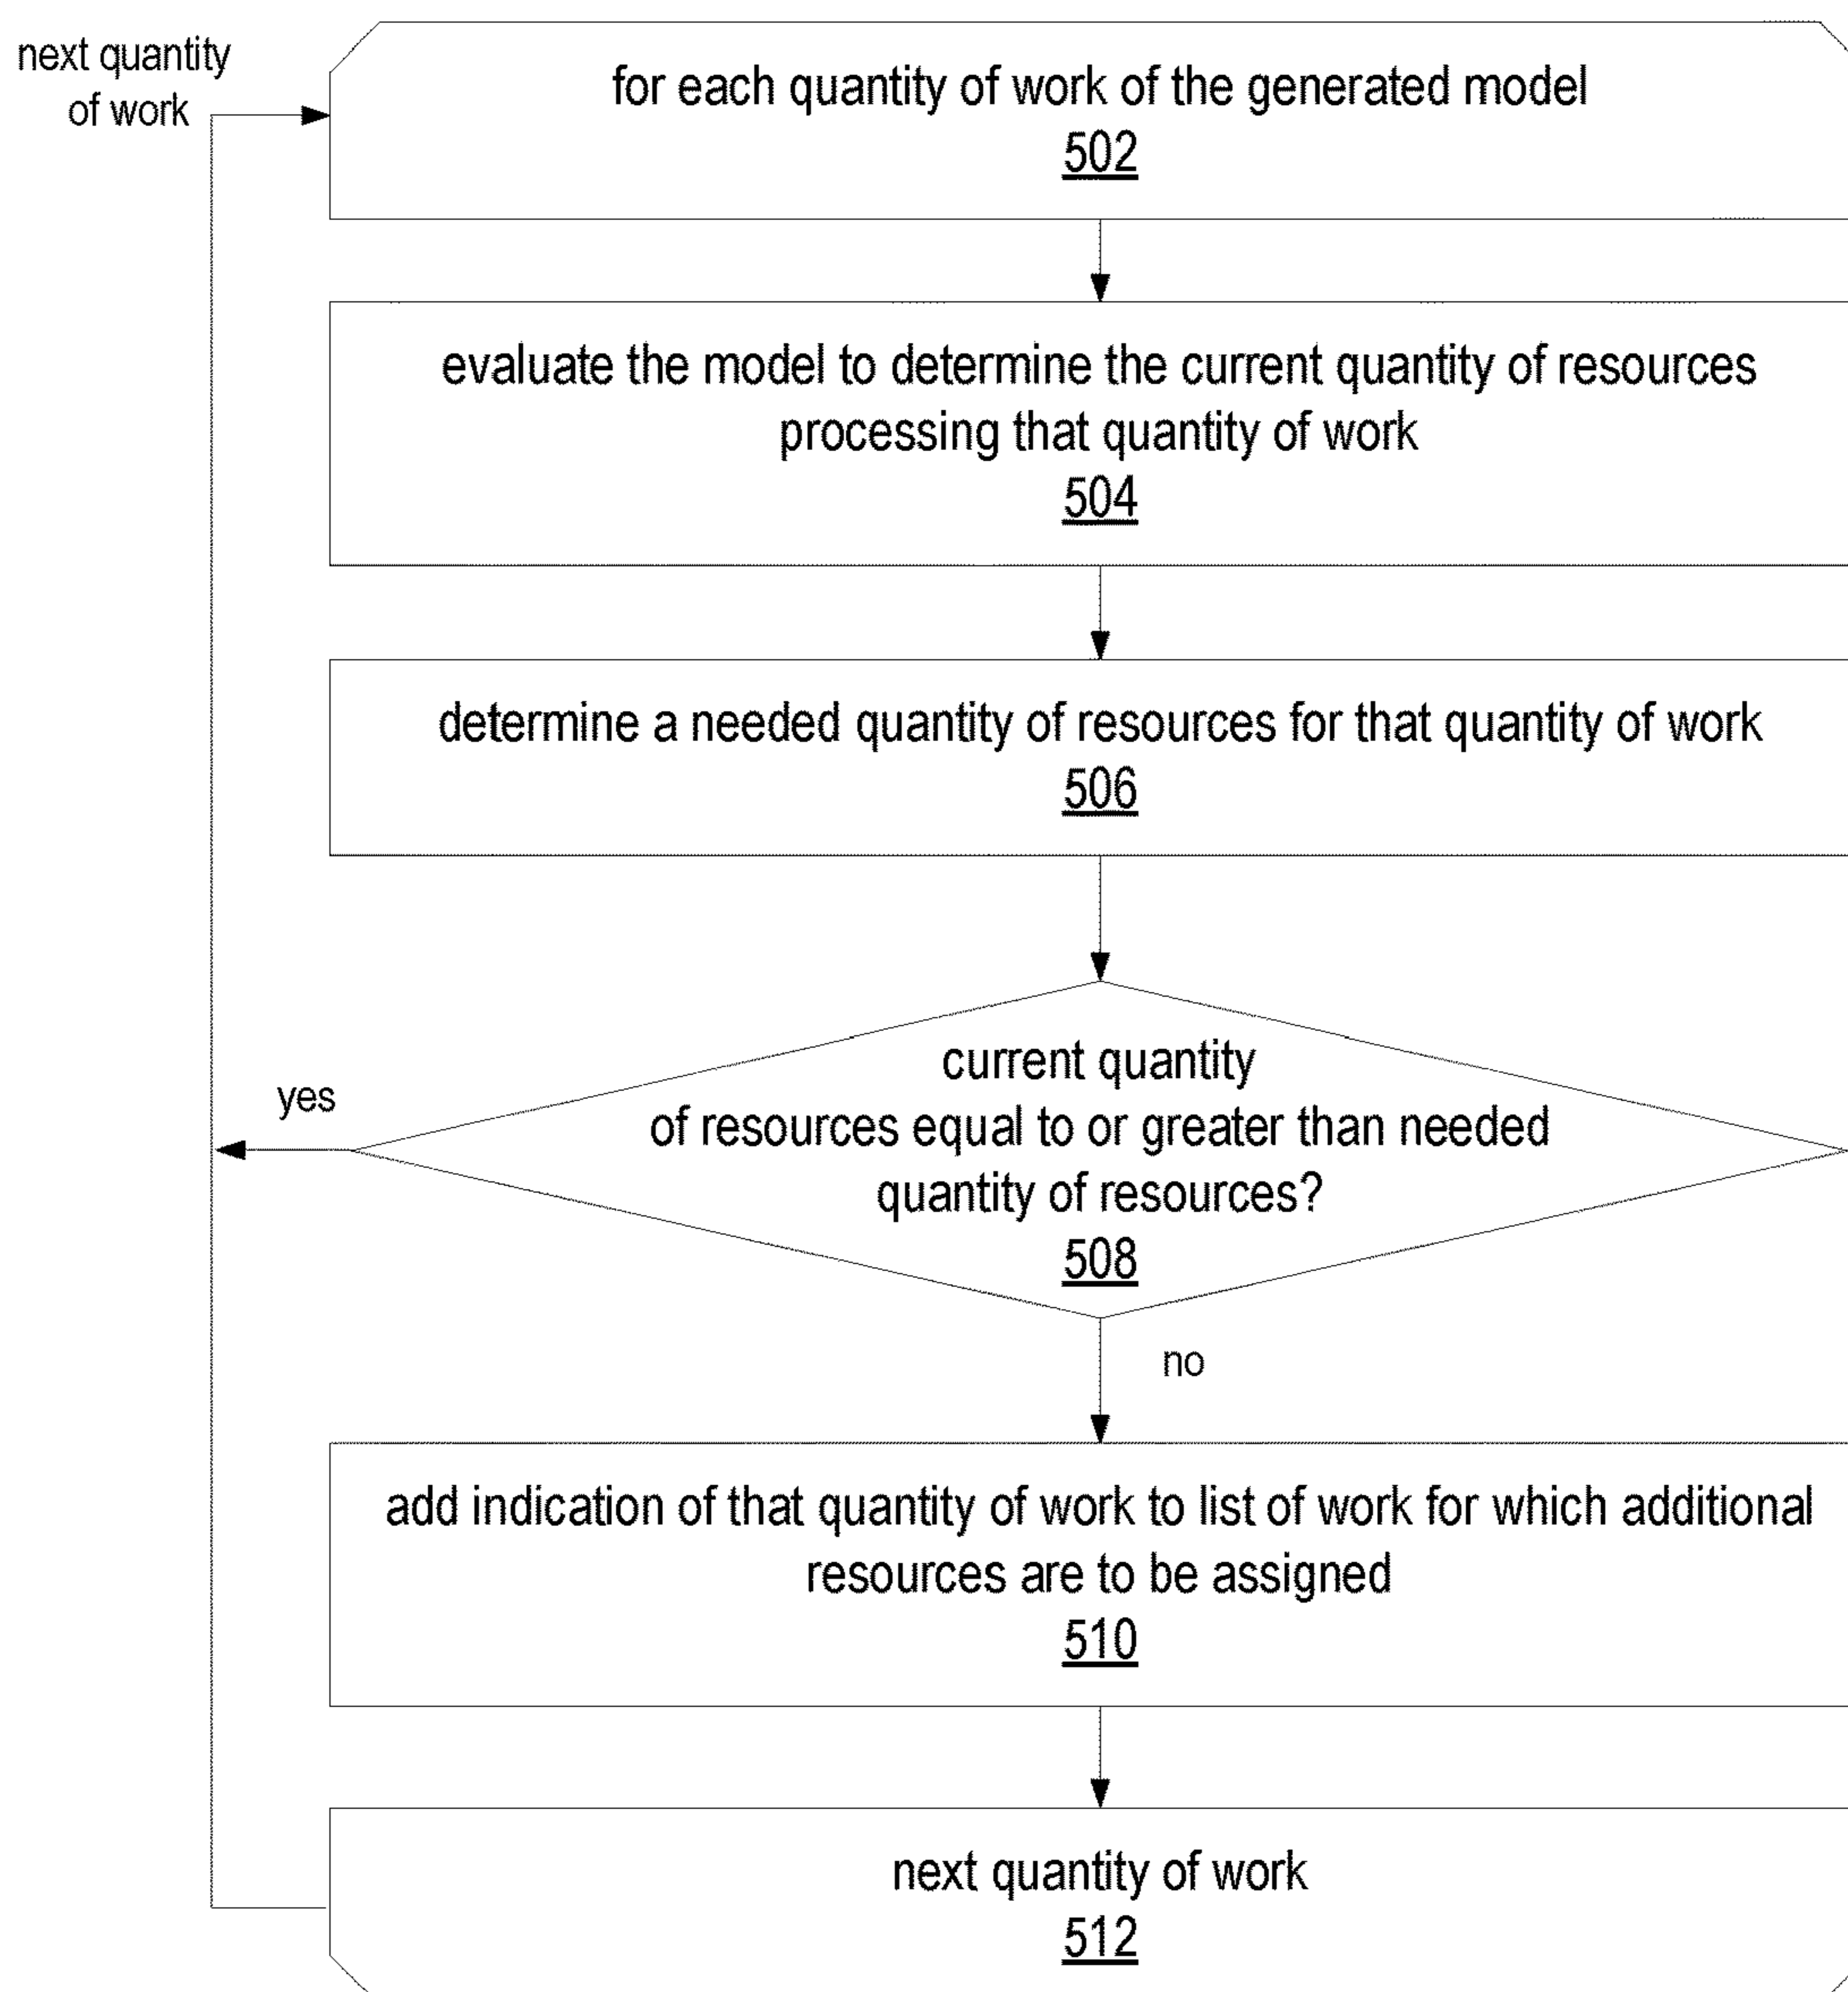 next quantity
of work
for each quantity of work of the generated model
502
evaluate the model to determine the current quantity of resources
processing that quantity of work
504
determine a needed quantity of resources for that quantity of work
506
current quantity
of resources equal to or greater than needed
quantity of resources?
508
yes
no
add indication of that quantity of work to list of work for which additional
resources are to be assigned
510
next quantity of work
512